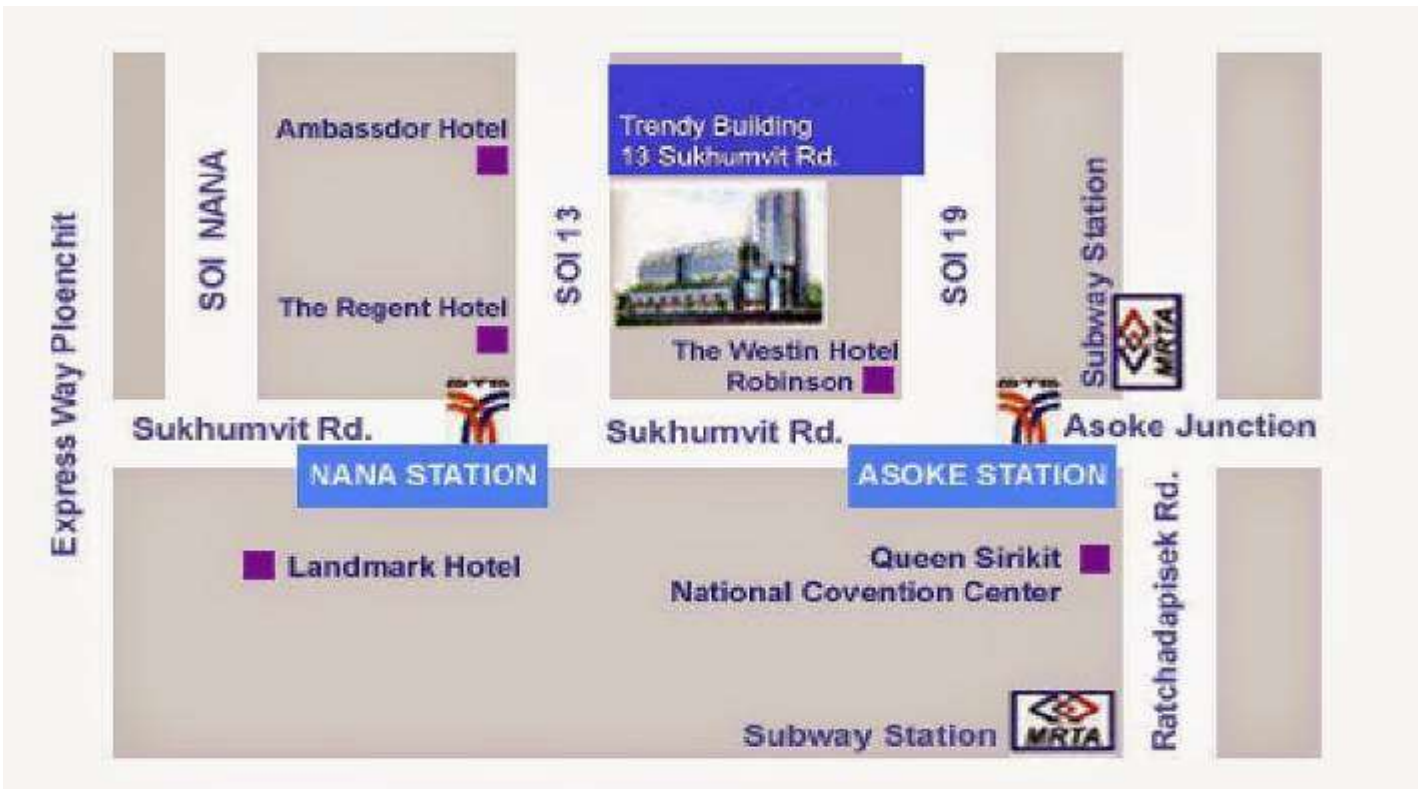 Ambassdor Hotel
Trendy Building
13 Sukhumvit Rd.
SOI NANA
SOI 13
SOI 19
Subway Station
Express Way Ploenchit
The Regent Hotel
MRTA
The Westin Hotel
Robinson
BTS
BTS
Sukhumvit Rd.
Sukhumvit Rd.
Asoke Junction
NANA STATION
ASOKE STATION
Landmark Hotel
Queen Sirikit
National Covention Center
Ratchadapisek Rd.
Subway Station
MRTA